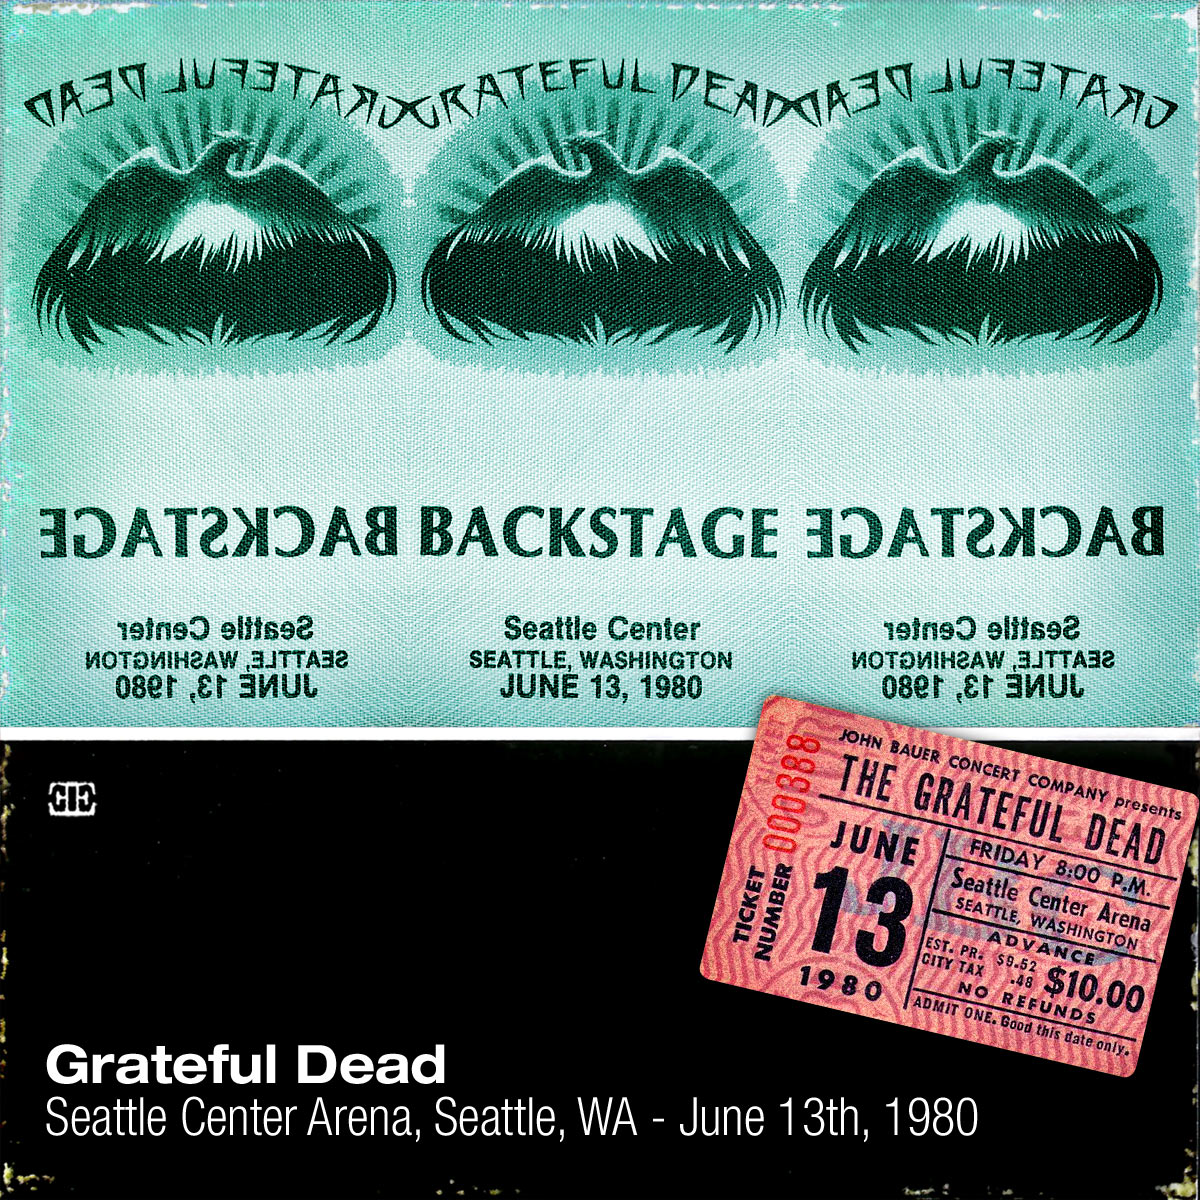 GRATEFUL DEAD GRATEFUL DEAD GRATEFUL DEAD
BACKSTAGE BACKSTAGE BACKSTAGE
Seattle Center Seattle Center Seattle Center
SEATTLE, WASHINGTON SEATTLE, WASHINGTON SEATTLE, WASHINGTON
JUNE 13, 1980 JUNE 13, 1980 JUNE 13, 1980
TICKET NUMBER 000388
JOHN BAUER CONCERT COMPANY presents
THE GRATEFUL DEAD
JUNE
13
1980
FRIDAY 8:00 P.M.
Seattle Center Arena
SEATTLE, WASHINGTON
ADVANCE
EST. PR. $9.52
CITY TAX .48
$10.00
NO REFUNDS
ADMIT ONE. Good this date only.
Grateful Dead
Seattle Center Arena, Seattle, WA - June 13th, 1980